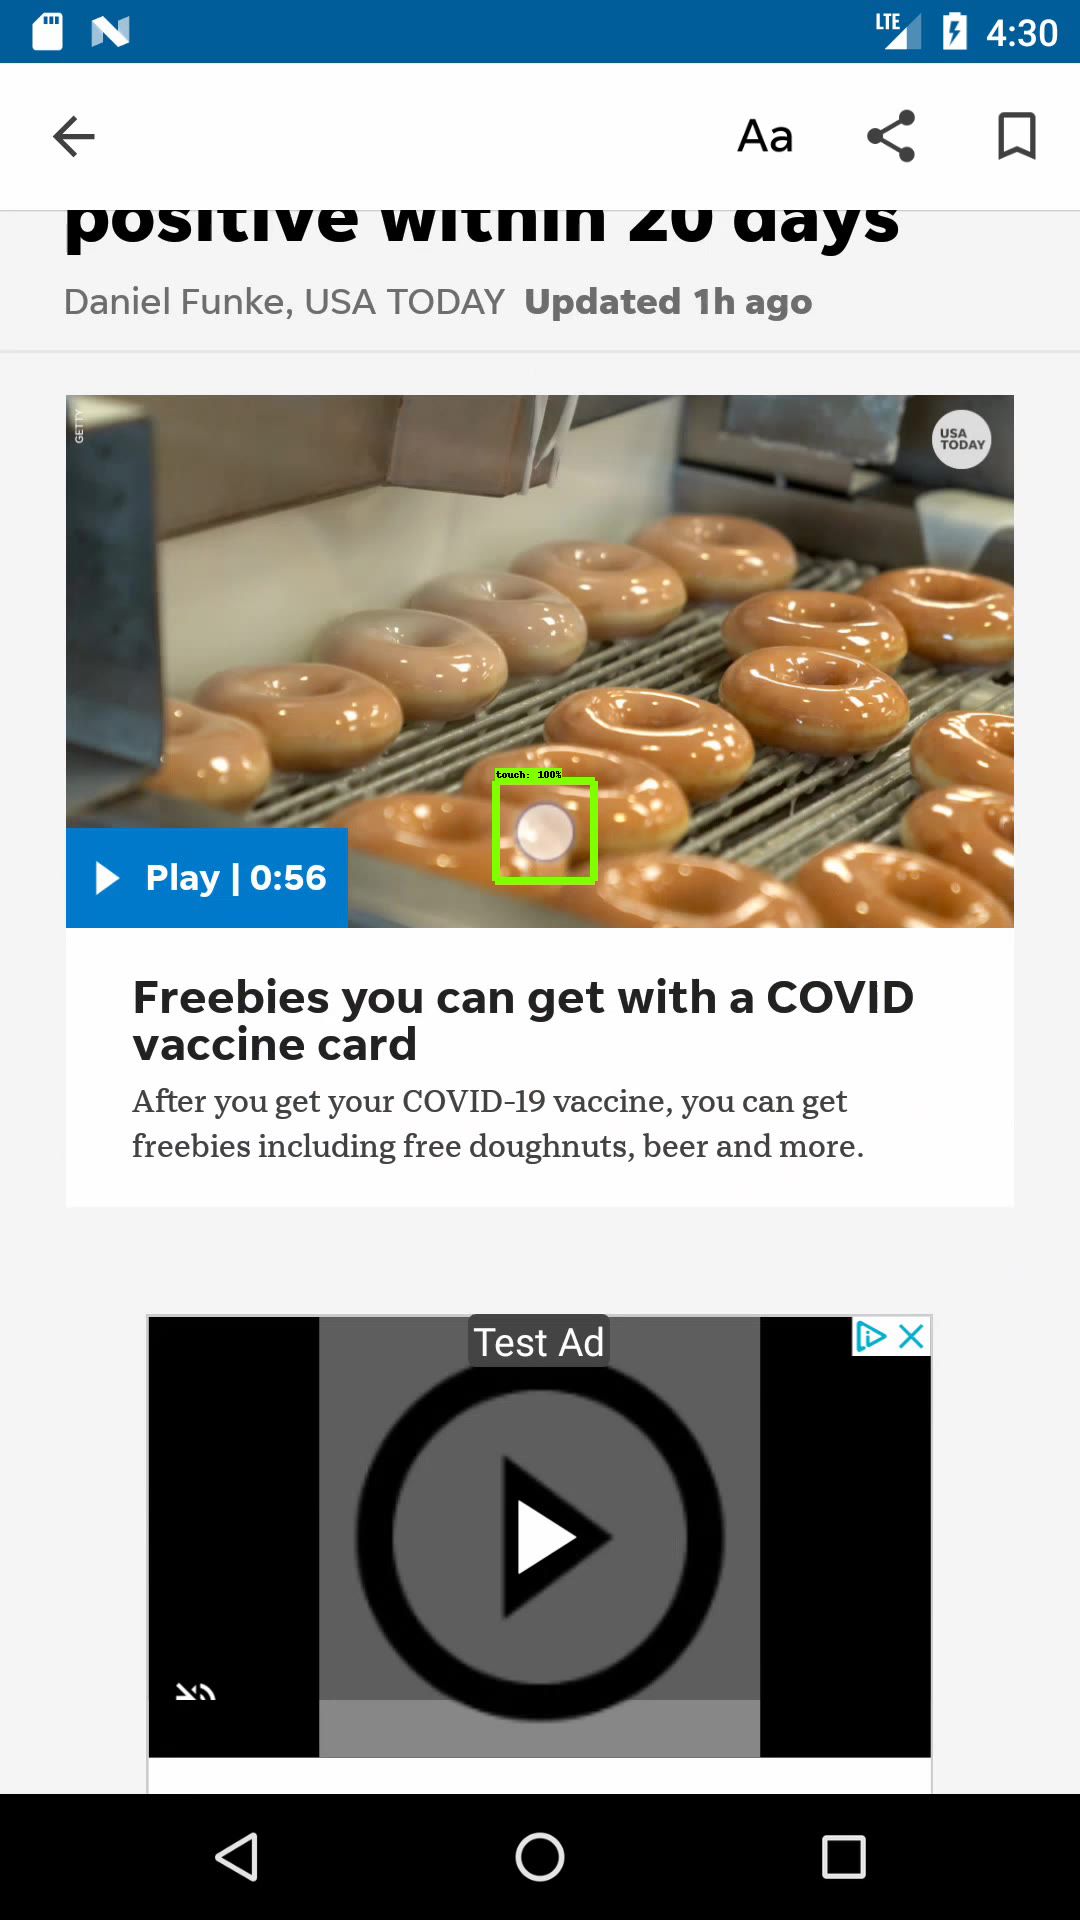 LTE 4:30
Aa
positive within 20 days
Daniel Funke, USA TODAY Updated 1h ago
GETTY
USA
TODAY
touch: 100%
Play | 0:56
Freebies you can get with a COVID
vaccine card
After you get your COVID-19 vaccine, you can get
freebies including free doughnuts, beer and more.
Test Ad